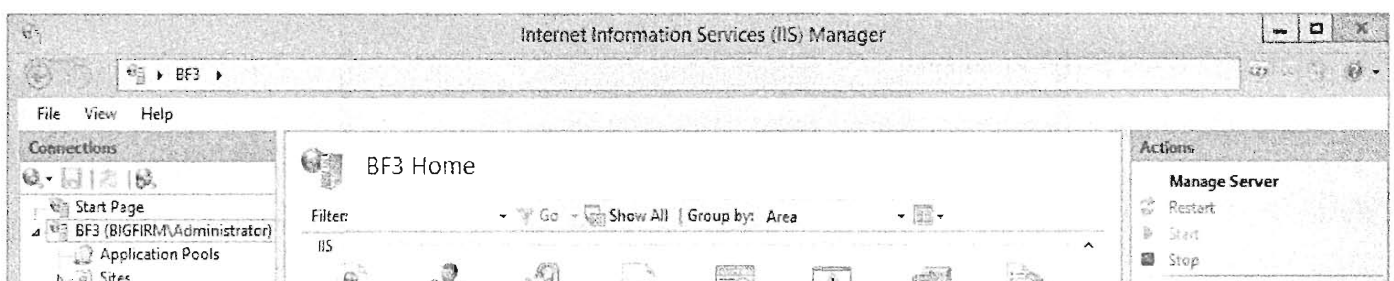 Internet Information Services (IIS) Manager
BF3
File View Help
Connections
Start Page
BF3 (BIGFIRM\Administrator)
Application Pools
Sites
BF3 Home
Filter: Go Show All Group by: Area
IIS
Actions
Manage Server
Restart
Start
Stop